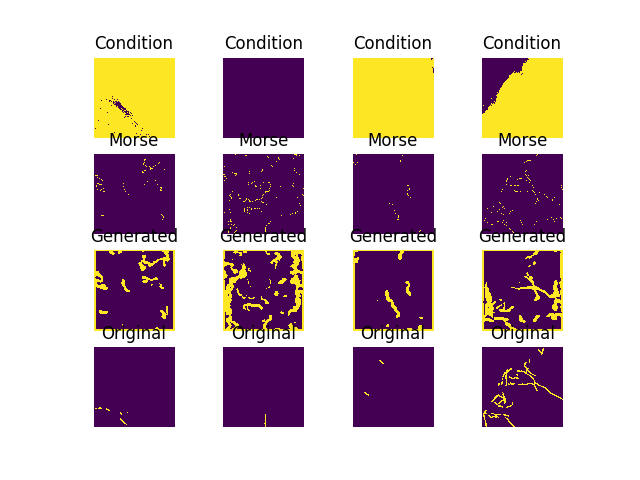 Condition Condition Condition Condition
Morse Morse Morse Morse
Generated Generated Generated Generated
Original Original Original Original